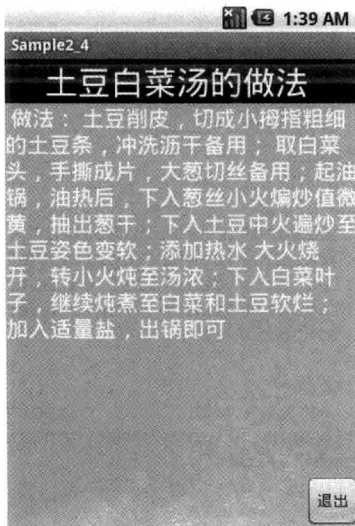 1:39 AM
Sample2_4
土豆白菜汤的做法
做法： 土豆削皮，切成小拇指粗细
的土豆条，冲洗沥干备用； 取白菜
头，手撕成片，大葱切丝备用；起油
锅，油热后，下入葱丝小火煸炒值微
黄，抽出葱干；下入土豆中火遍炒至
土豆姿色变软；添加热水 大火烧
开，转小火炖至汤浓；下入白菜叶
子，继续炖煮至白菜和土豆软烂；
加入适量盐，出锅即可
退出